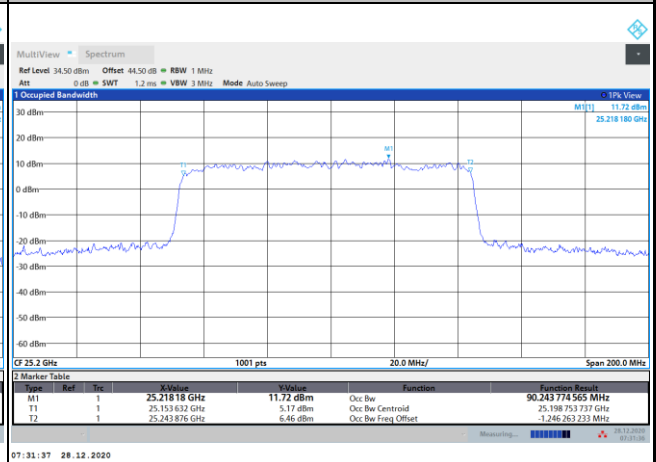 MultiView Spectrum
Ref Level 34.50 dBm Offset 44.50 dB RBW 1 MHz
Att 0 dB SWT 1.2 ms VBW 3 MHz Mode Auto Sweep
1 Occupied Bandwidth 1Pk View
M1[1] 11.72 dBm
25.218 180 GHz
30 dBm
20 dBm
M1
T1 T2
10 dBm
0 dBm
-10 dBm
-20 dBm
-30 dBm
-40 dBm
-50 dBm
-60 dBm
CF 25.2 GHz 1001 pts 20.0 MHz/ Span 200.0 MHz
2 Marker Table
Type Ref Trc X-Value Y-Value Function Function Result
M1 1 25.218 18 GHz 11.72 dBm Occ Bw 90.243 774 565 MHz
T1 1 25.153 632 GHz 5.17 dBm Occ Bw Centroid 25.198 753 737 GHz
T2 1 25.243 876 GHz 6.46 dBm Occ Bw Freq Offset -1.246 263 233 MHz
Measuring... 28.12.2020
07:31:36
07:31:37 28.12.2020